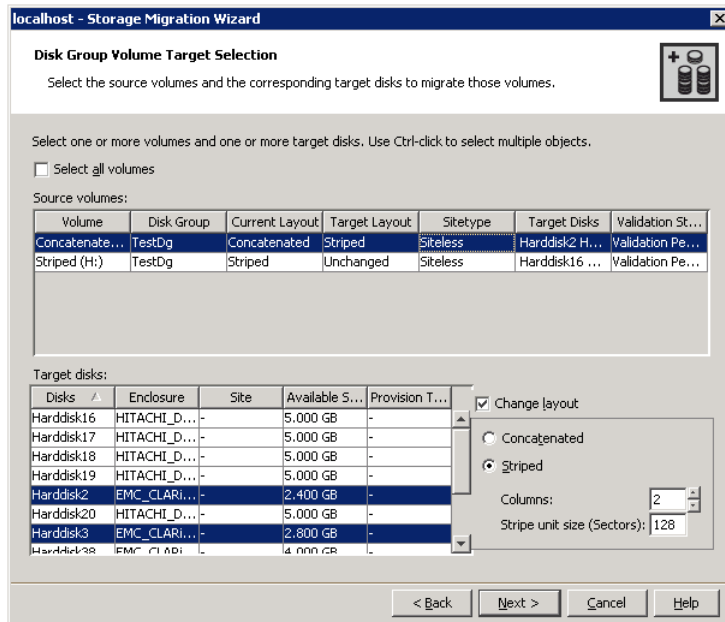 localhost - Storage Migration Wizard
Disk Group Volume Target Selection
Select the source volumes and the corresponding target disks to migrate those volumes.
Select one or more volumes and one or more target disks. Use Ctrl-click to select multiple objects.
Select all volumes
Source volumes:
Volume Disk Group Current Layout Target Layout Sitetype Target Disks Validation St...
Concatenate... TestDg Concatenated Striped Siteless Harddisk2 H... Validation Pe...
Striped (H:) TestDg Striped Unchanged Siteless Harddisk16 ... Validation Pe...
Target disks:
Disks Enclosure Site Available S... Provision T...
Harddisk16 HITACHI_D... - 5.000 GB -
Harddisk17 HITACHI_D... - 5.000 GB -
Harddisk18 HITACHI_D... - 5.000 GB -
Harddisk19 HITACHI_D... - 5.000 GB -
Harddisk2 EMC_CLARi... - 2.400 GB -
Harddisk20 HITACHI_D... - 5.000 GB -
Harddisk3 EMC_CLARi... - 2.800 GB -
Harddisk38 EMC_CLARi... - 4.000 GB -
Change layout
Concatenated
Striped
Columns: 2
Stripe unit size (Sectors): 128
< Back Next > Cancel Help